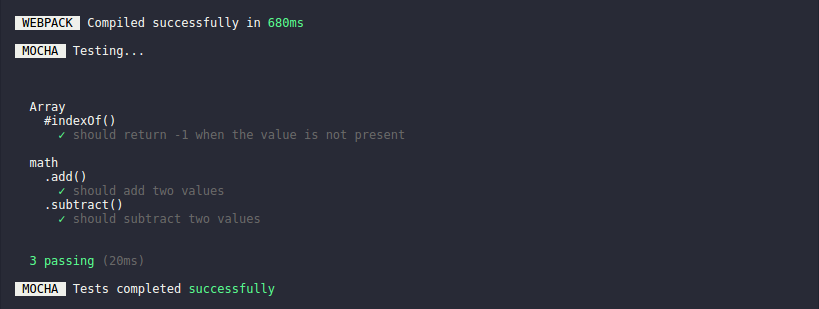 WEBPACK Compiled successfully in 680ms
MOCHA Testing...
Array
#indexOf()
✓ should return -1 when the value is not present
math
.add()
✓ should add two values
.subtract()
✓ should subtract two values
3 passing (20ms)
MOCHA Tests completed successfully